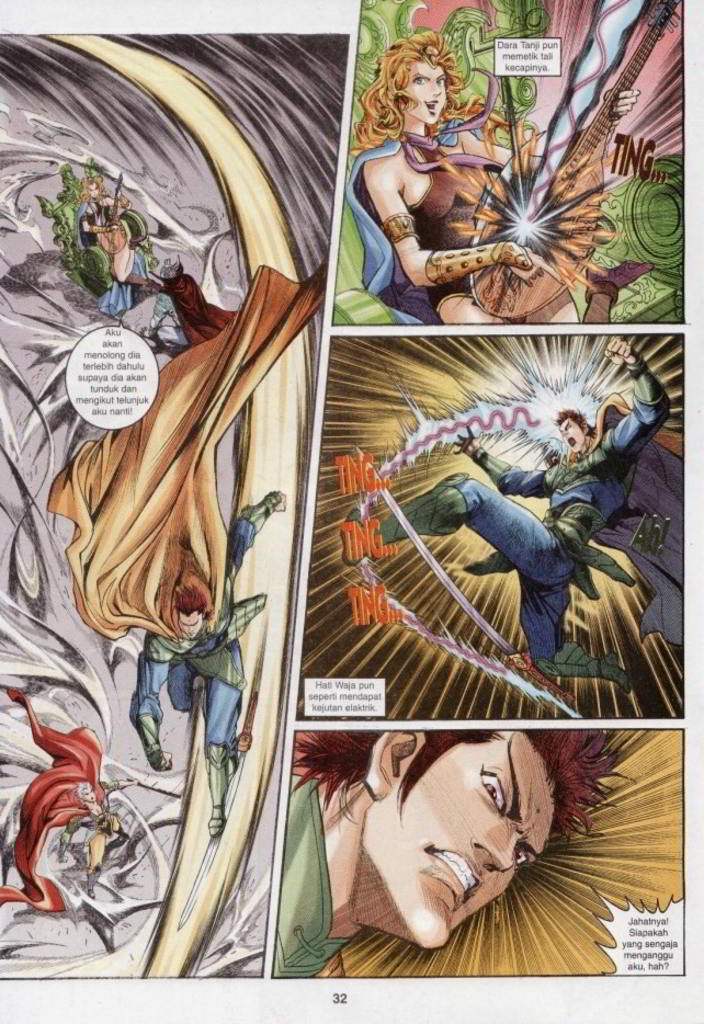 Aku
akan
menolong dia
terlebih dahulu
supaya dia akan
tunduk dan
mengikut telunjuk
aku nanti!
Dara Tanji pun
memetik tali
kecapinya.
TING...
TING...
TING...
TING...
Ah!
Hati Waja pun
seperti mendapat
kejutan elaktrik.
Jahatnya!
Siapakah
yang sengaja
menganggu
aku, hah?
32